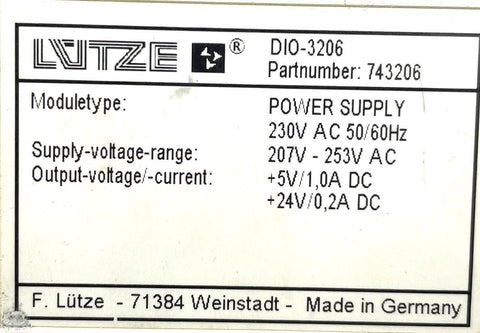 LÜTZE ® DIO-3206
Partnumber: 743206
Moduletype: POWER SUPPLY
230V AC 50/60Hz
Supply-voltage-range: 207V - 253V AC
Output-voltage/-current: +5V/1,0A DC
+24V/0,2A DC
F. Lütze - 71384 Weinstadt - Made in Germany